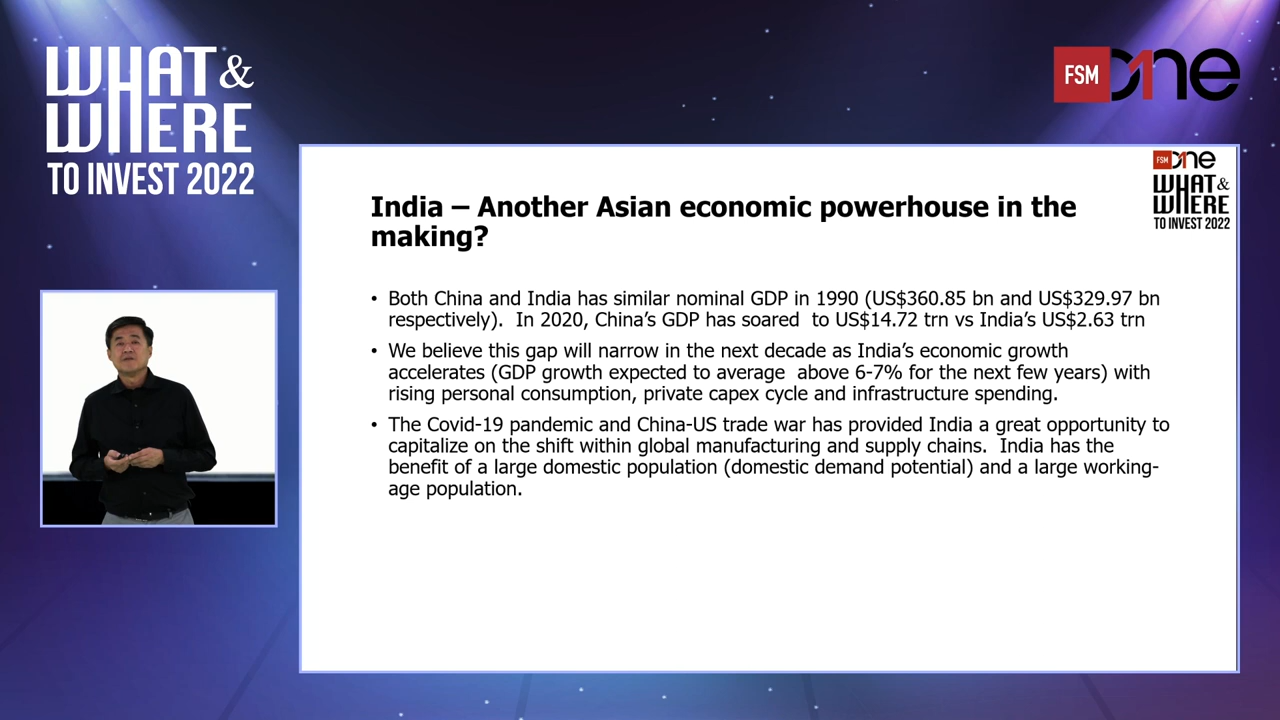 WHAT &
WHERE
TO INVEST 2022
FSM One
FSM One
WHAT &
WHERE
TO INVEST 2022
India – Another Asian economic powerhouse in the
making?
• Both China and India has similar nominal GDP in 1990 (US$360.85 bn and US$329.97 bn
respectively). In 2020, China's GDP has soared to US$14.72 trn vs India's US$2.63 trn
• We believe this gap will narrow in the next decade as India's economic growth
accelerates (GDP growth expected to average above 6-7% for the next few years) with
rising personal consumption, private capex cycle and infrastructure spending.
• The Covid-19 pandemic and China-US trade war has provided India a great opportunity to
capitalize on the shift within global manufacturing and supply chains. India has the
benefit of a large domestic population (domestic demand potential) and a large working-
age population.